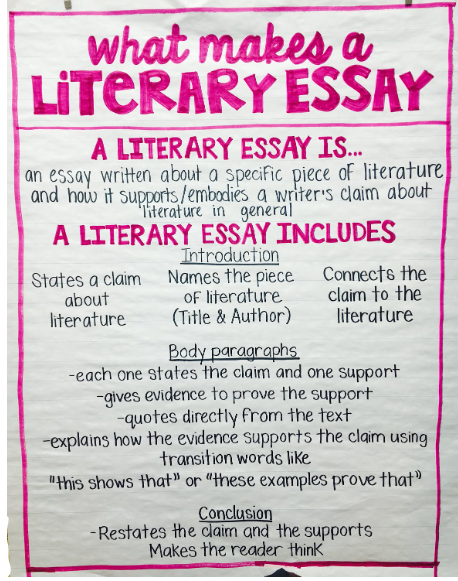 what makes a
LiTERARY ESSAY
A LITERARY ESSAY IS...
an essay written about a specific piece of literature
and how it supports/embodies a writer's claim about
literature in general
A LITERARY ESSAY INCLUDES
Introduction
States a claim
about
literature
Names the piece
of literature
(Title & Author)
Connects the
claim to the
literature
Body paragraphs
-each one states the claim and one support
-gives evidence to prove the support
-quotes directly from the text
-explains how the evidence supports the claim using
transition words like
"this shows that" or "these examples prove that"
Conclusion
-Restates the claim and the supports
Makes the reader think